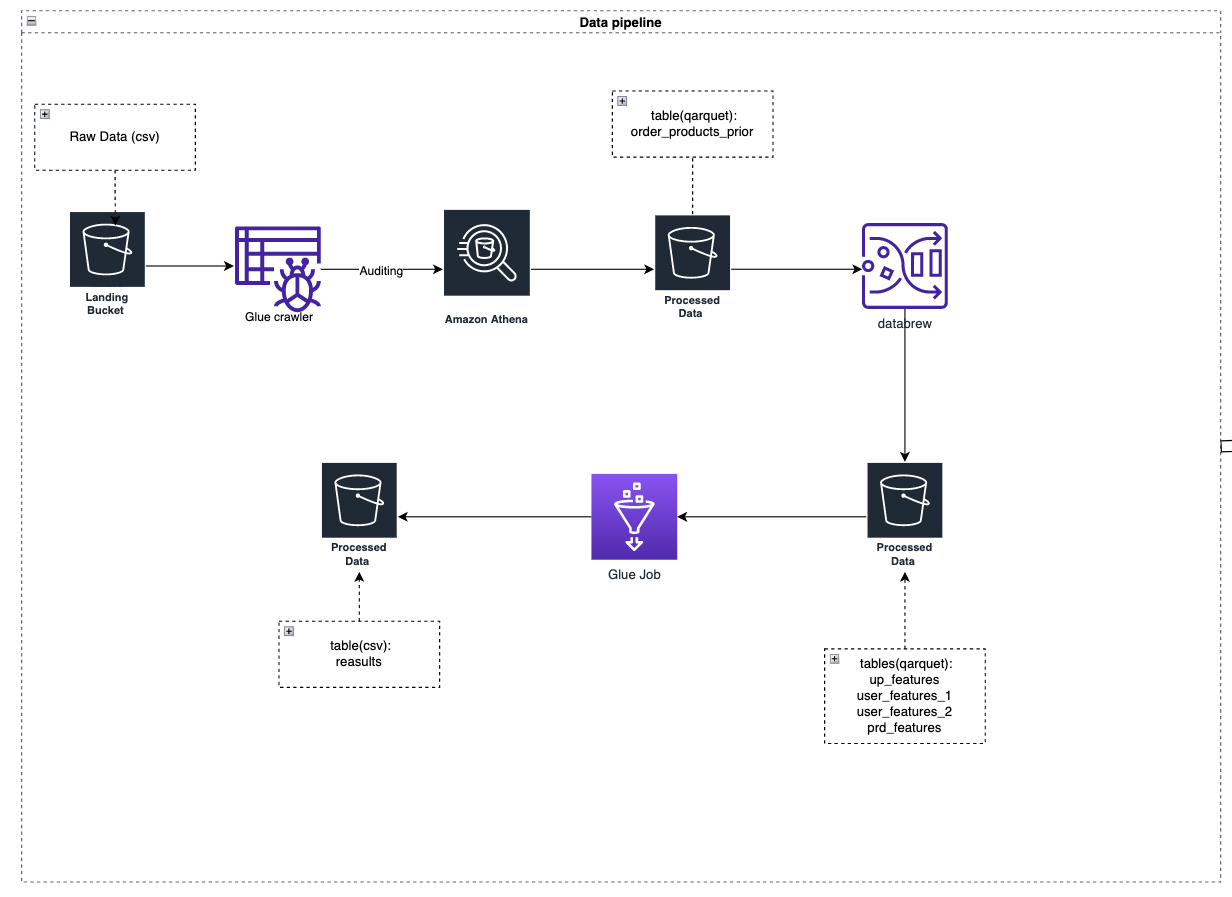 Data pipeline
Raw Data (csv)
table(qarquet):
order_products_prior
Landing
Bucket
Glue crawler
Auditing
Amazon Athena
Processed
Data
databrew
Processed
Data
Glue Job
Processed
Data
table(csv):
reasults
tables(qarquet):
up_features
user_features_1
user_features_2
prd_features